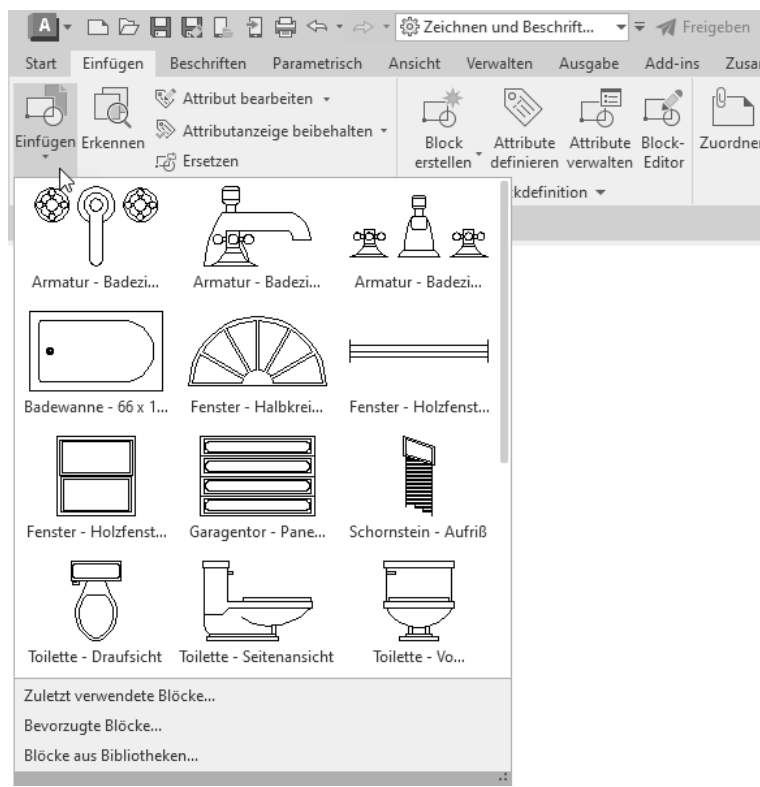 A
Zeichnen und Beschrift...
Freigeben
Start Einfügen Beschriften Parametrisch Ansicht Verwalten Ausgabe Add-ins
Einfügen
Erkennen
Attribut bearbeiten
Attributanzeige beibehalten
Ersetzen
Block erstellen
Attribute definieren
Attribute verwalten
Block-Editor
Armatur - Badezi... Armatur - Badezi... Armatur - Badezi...
Badewanne - 66 x 1... Fenster - Halbkrei... Fenster - Holzfenst...
Fenster - Holzfenst... Garagentor - Pane... Schornstein - Aufriß
Toilette - Draufsicht Toilette - Seitenansicht Toilette - Vo...
Zuletzt verwendete Blöcke...
Bevorzugte Blöcke...
Blöcke aus Bibliotheken...